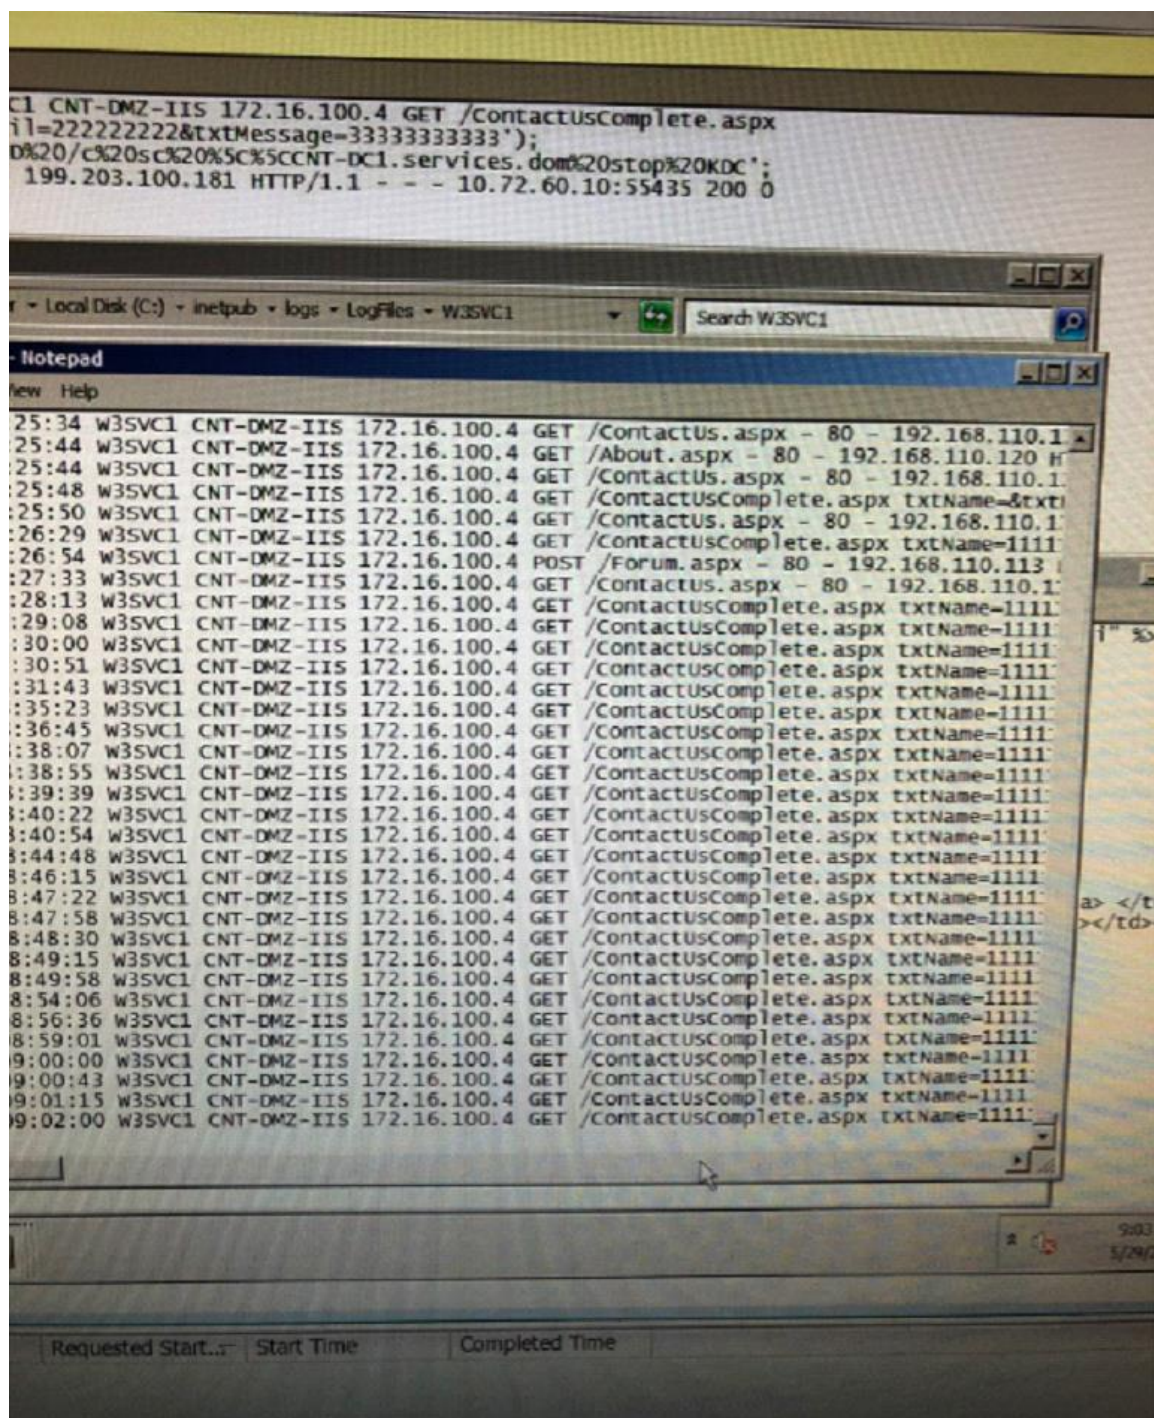 C1 CNT-DMZ-IIS 172.16.100.4 GET /ContactUsComplete.aspx
il=222222222&txtMessage=33333333333');
D%20/c%20sc%20%5C%5CCNT-DC1.services.dom%20stop%20KDC';
199.203.100.181 HTTP/1.1 - - - 10.72.60.10:55435 200 0
r Local Disk (C:) inetpub logs LogFiles W3SVC1
Search W3SVC1
- Notepad
View Help
25:34 W3SVC1 CNT-DMZ-IIS 172.16.100.4 GET /ContactUs.aspx - 80 - 192.168.110.1
25:44 W3SVC1 CNT-DMZ-IIS 172.16.100.4 GET /About.aspx - 80 - 192.168.110.120 H
:25:44 W3SVC1 CNT-DMZ-IIS 172.16.100.4 GET /ContactUs.aspx - 80 - 192.168.110.1
:25:48 W3SVC1 CNT-DMZ-IIS 172.16.100.4 GET /ContactUsComplete.aspx txtName=&txt
:25:50 W3SVC1 CNT-DMZ-IIS 172.16.100.4 GET /ContactUs.aspx - 80 - 192.168.110.1
:26:29 W3SVC1 CNT-DMZ-IIS 172.16.100.4 GET /ContactUsComplete.aspx txtName=1111
:26:54 W3SVC1 CNT-DMZ-IIS 172.16.100.4 POST /Forum.aspx - 80 - 192.168.110.113
:27:33 W3SVC1 CNT-DMZ-IIS 172.16.100.4 GET /ContactUs.aspx - 80 - 192.168.110.1
:28:13 W3SVC1 CNT-DMZ-IIS 172.16.100.4 GET /ContactUsComplete.aspx txtName=1111
:29:08 W3SVC1 CNT-DMZ-IIS 172.16.100.4 GET /ContactUsComplete.aspx txtName=1111
:30:00 W3SVC1 CNT-DMZ-IIS 172.16.100.4 GET /ContactUsComplete.aspx txtName=1111
:30:51 W3SVC1 CNT-DMZ-IIS 172.16.100.4 GET /ContactUsComplete.aspx txtName=1111
:31:43 W3SVC1 CNT-DMZ-IIS 172.16.100.4 GET /ContactUsComplete.aspx txtName=1111
:35:23 W3SVC1 CNT-DMZ-IIS 172.16.100.4 GET /ContactUsComplete.aspx txtName=1111
:36:45 W3SVC1 CNT-DMZ-IIS 172.16.100.4 GET /ContactUsComplete.aspx txtName=1111
:38:07 W3SVC1 CNT-DMZ-IIS 172.16.100.4 GET /ContactUsComplete.aspx txtName=1111
:38:55 W3SVC1 CNT-DMZ-IIS 172.16.100.4 GET /ContactUsComplete.aspx txtName=1111
:39:39 W3SVC1 CNT-DMZ-IIS 172.16.100.4 GET /ContactUsComplete.aspx txtName=1111
:40:22 W3SVC1 CNT-DMZ-IIS 172.16.100.4 GET /ContactUsComplete.aspx txtName=1111
:40:54 W3SVC1 CNT-DMZ-IIS 172.16.100.4 GET /ContactUsComplete.aspx txtName=1111
8:44:48 W3SVC1 CNT-DMZ-IIS 172.16.100.4 GET /ContactUsComplete.aspx txtName=1111
8:46:15 W3SVC1 CNT-DMZ-IIS 172.16.100.4 GET /ContactUsComplete.aspx txtName=1111
8:47:22 W3SVC1 CNT-DMZ-IIS 172.16.100.4 GET /ContactUsComplete.aspx txtName=1111
8:47:58 W3SVC1 CNT-DMZ-IIS 172.16.100.4 GET /ContactUsComplete.aspx txtName=1111
8:48:30 W3SVC1 CNT-DMZ-IIS 172.16.100.4 GET /ContactUsComplete.aspx txtName=1111
8:49:15 W3SVC1 CNT-DMZ-IIS 172.16.100.4 GET /ContactUsComplete.aspx txtName=1111
8:49:58 W3SVC1 CNT-DMZ-IIS 172.16.100.4 GET /ContactUsComplete.aspx txtName=1111
8:54:06 W3SVC1 CNT-DMZ-IIS 172.16.100.4 GET /ContactUsComplete.aspx txtName=1111
8:56:36 W3SVC1 CNT-DMZ-IIS 172.16.100.4 GET /ContactUsComplete.aspx txtName=1111
08:59:01 W3SVC1 CNT-DMZ-IIS 172.16.100.4 GET /ContactUsComplete.aspx txtName=1111
09:00:00 W3SVC1 CNT-DMZ-IIS 172.16.100.4 GET /ContactUsComplete.aspx txtName=1111
09:00:43 W3SVC1 CNT-DMZ-IIS 172.16.100.4 GET /ContactUsComplete.aspx txtName=1111
09:01:15 W3SVC1 CNT-DMZ-IIS 172.16.100.4 GET /ContactUsComplete.aspx txtName=1111
09:02:00 W3SVC1 CNT-DMZ-IIS 172.16.100.4 GET /ContactUsComplete.aspx txtName=1111
i" %>
a> </t
></td>
9:03
5/29/
Requested Start... Start Time Completed Time